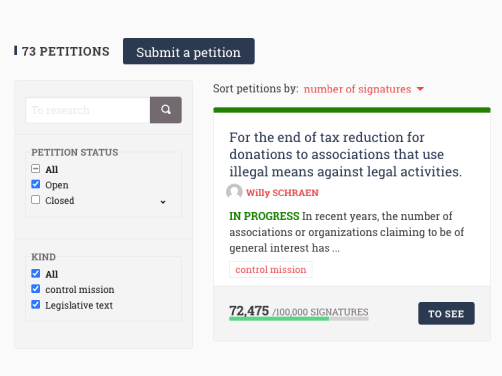 73 PETITIONS
Submit a petition
To research
PETITION STATUS
All
Open
Closed
KIND
All
control mission
Legislative text
Sort petitions by: number of signatures
For the end of tax reduction for
donations to associations that use
illegal means against legal activities.
Willy SCHRAEN
IN PROGRESS In recent years, the number of
associations or organizations claiming to be of
general interest has ...
control mission
72,475 /100,000 SIGNATURES
TO SEE